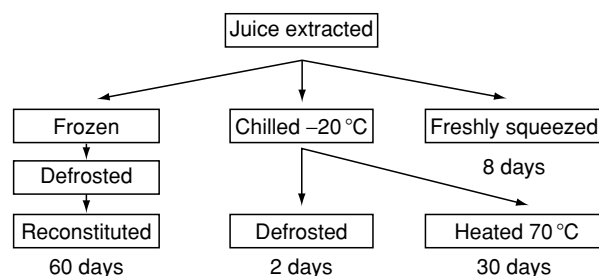 Juice extracted
Frozen
Chilled –20 °C
Freshly squeezed
8 days
Defrosted
Reconstituted
Defrosted
Heated 70 °C
60 days
2 days
30 days